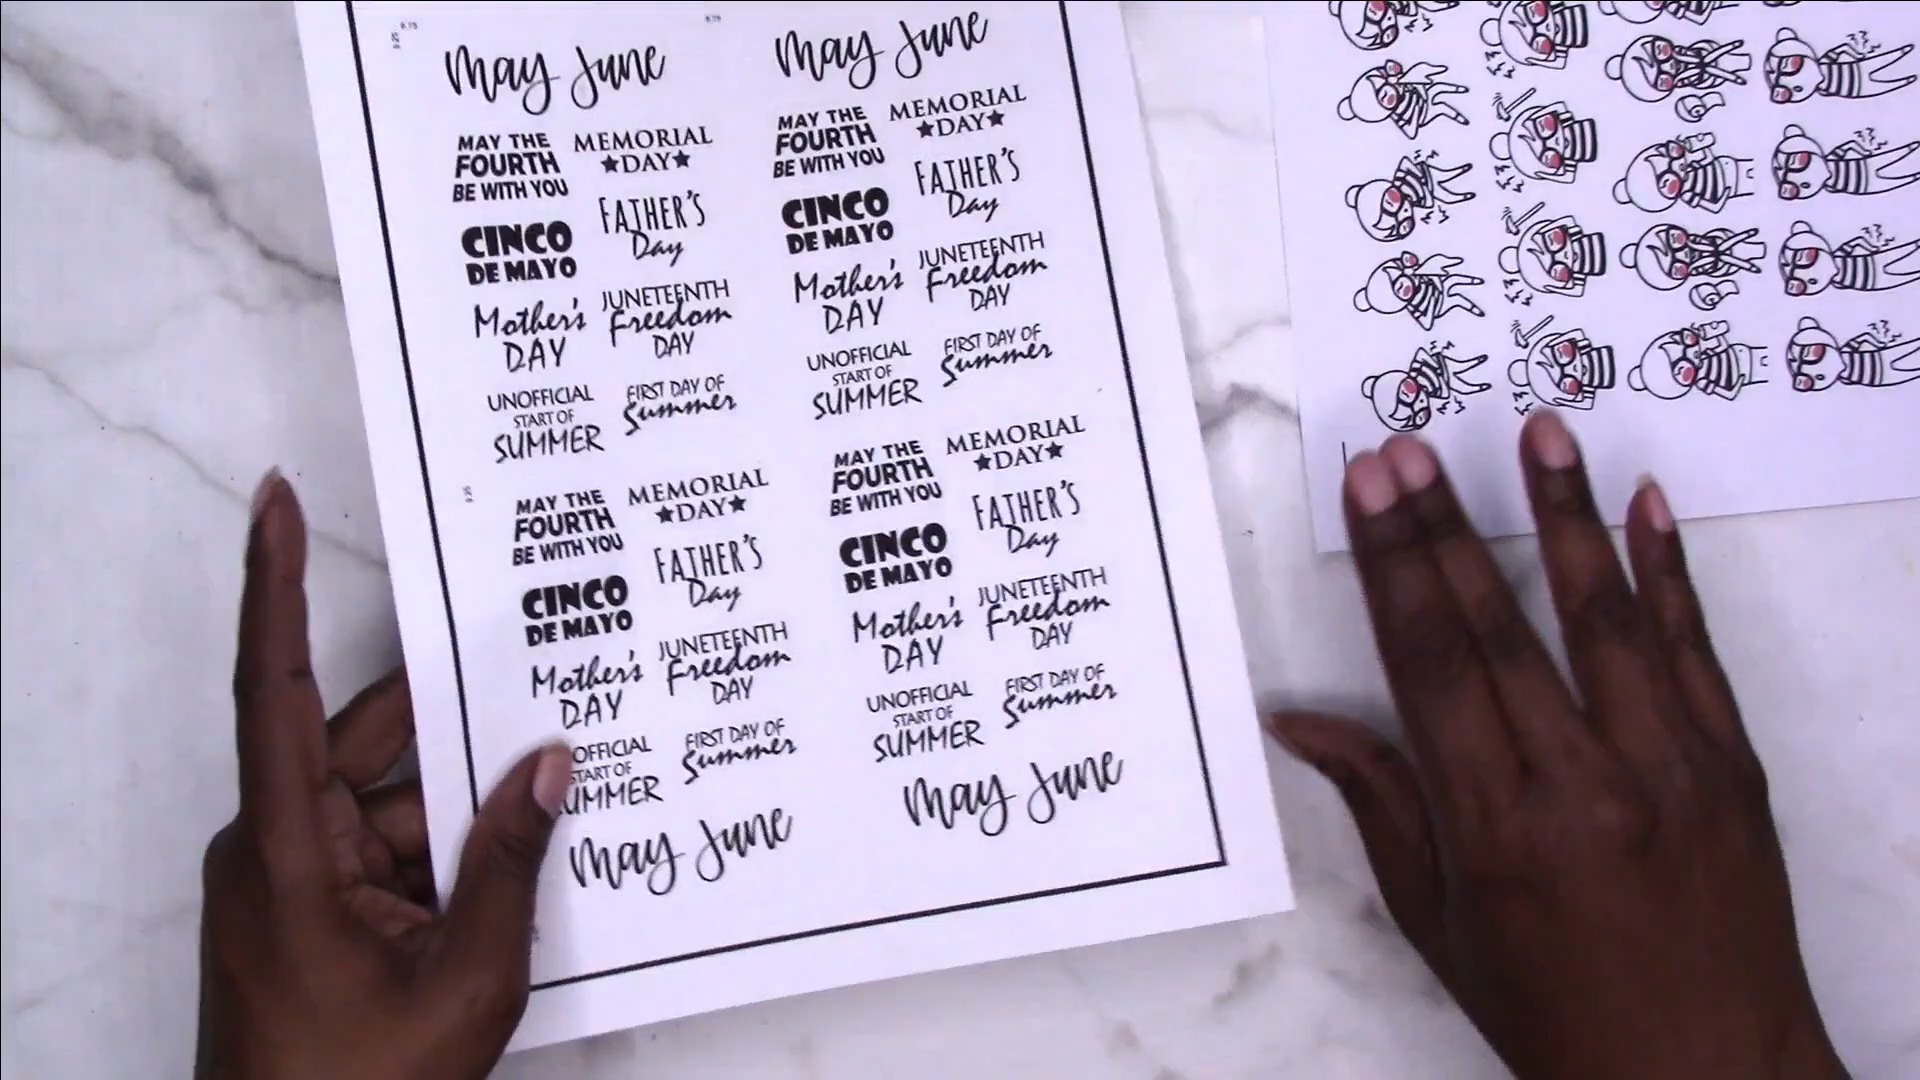 May June
MAY THE
FOURTH
BE WITH YOU
MEMORIAL
★DAY★
CINCO
DE MAYO
FATHER'S
Day
Mother's
DAY
JUNETEENTH
Freedom
DAY
UNOFFICIAL
START OF
SUMMER
FIRST DAY OF
Summer
May June
MAY THE
FOURTH
BE WITH YOU
MEMORIAL
★DAY★
CINCO
DE MAYO
FATHER'S
Day
Mother's
DAY
JUNETEENTH
Freedom
DAY
UNOFFICIAL
START OF
SUMMER
FIRST DAY OF
Summer
MAY THE
FOURTH
BE WITH YOU
MEMORIAL
★DAY★
CINCO
DE MAYO
FATHER'S
Day
Mother's
DAY
JUNETEENTH
Freedom
DAY
OFFICIAL
START OF
UMMER
FIRST DAY OF
Summer
May June
MAY THE
FOURTH
BE WITH YOU
MEMORIAL
★DAY★
CINCO
DE MAYO
FATHER'S
Day
Mother's
DAY
JUNETEENTH
Freedom
DAY
UNOFFICIAL
START OF
SUMMER
FIRST DAY OF
Summer
May June